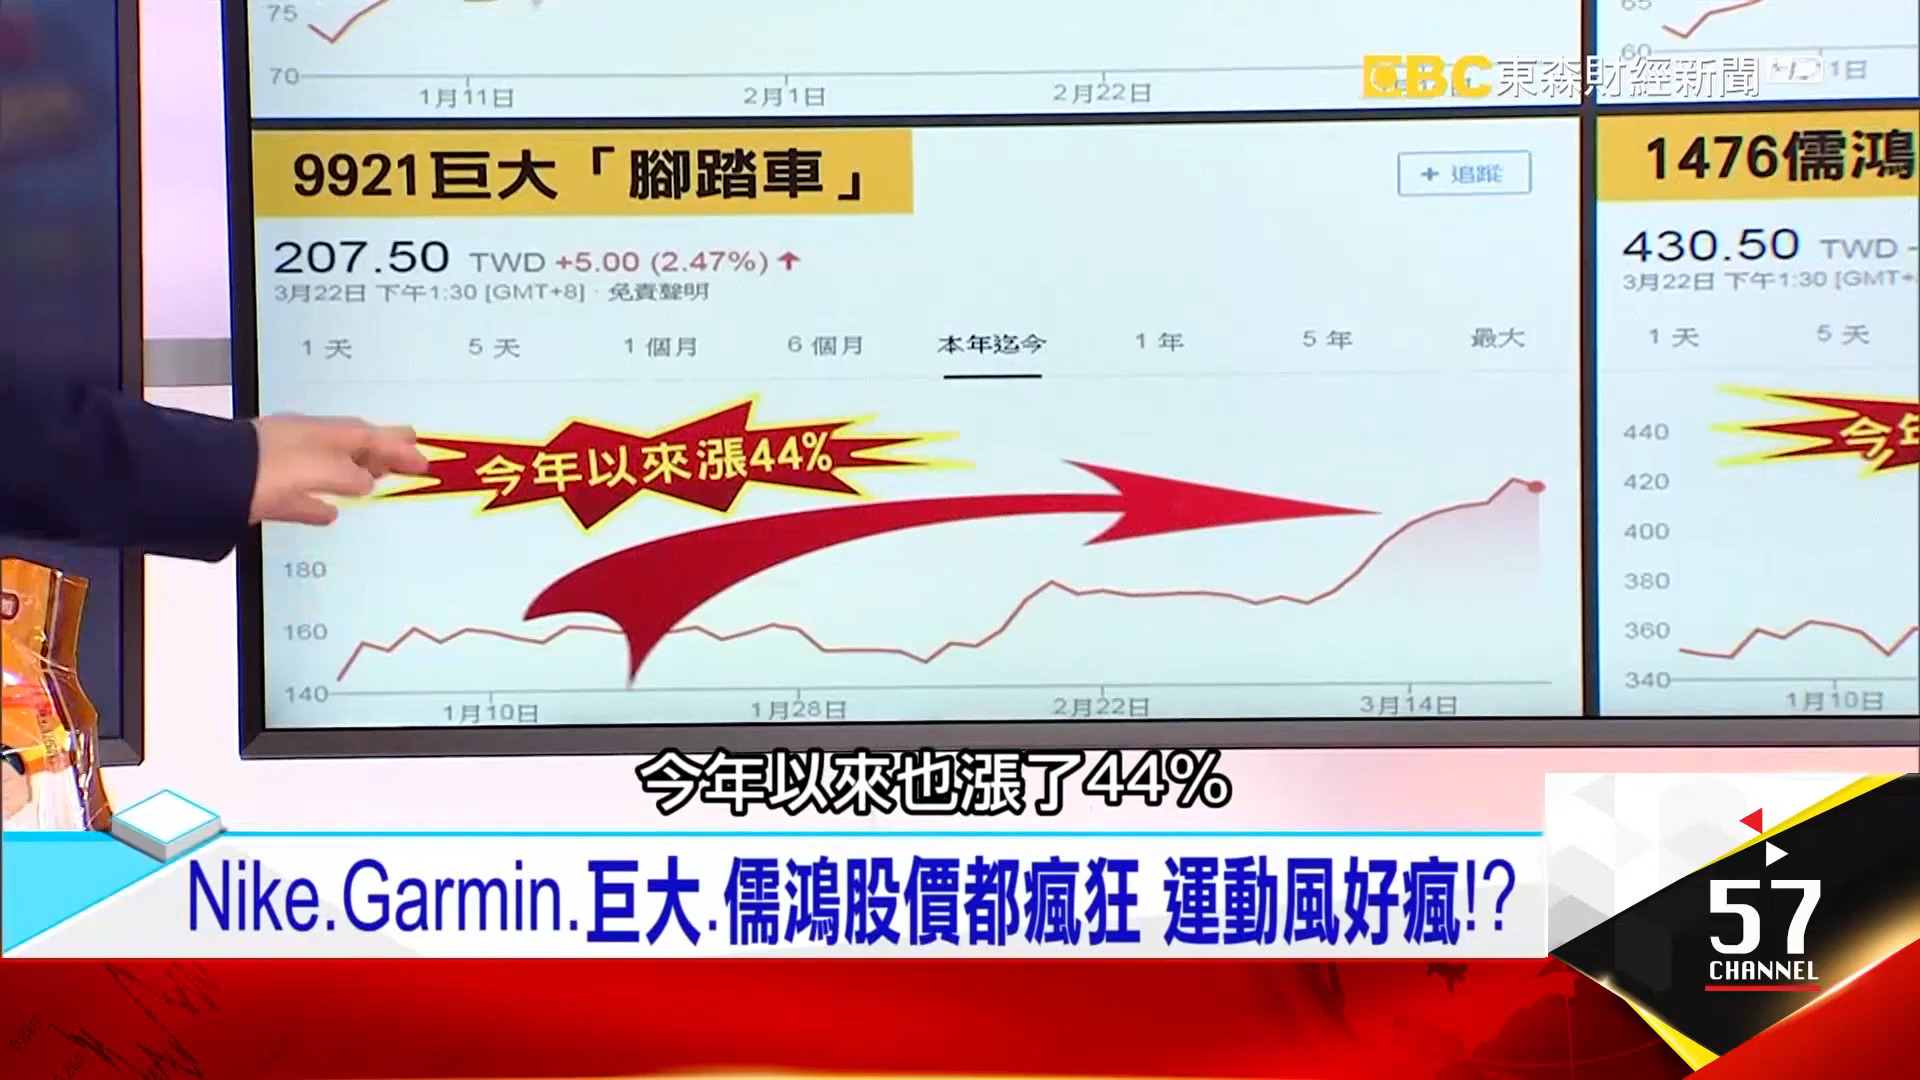 75
70
1月11日
2月1日
2月22日
65
60
1日
EBC東森財經新聞 HD
9921巨大「腳踏車」
+ 追蹤
207.50 TWD +5.00 (2.47%) ↑
3月22日 下午1:30 [GMT+8] · 免責聲明
1 天
5 天
1 個月
6 個月
本年迄今
1 年
5 年
最大
今年以來漲44%
180
160
140
1月10日
1月28日
2月22日
3月14日
1476儒鴻
430.50 TWD
3月22日 下午1:30 [GMT+
1 天
5 天
今年
440
420
400
380
360
340
1月10日
今年以來也漲了44%
Nike.Garmin.巨大.儒鴻股價都瘋狂 運動風好瘋!?
57
CHANNEL